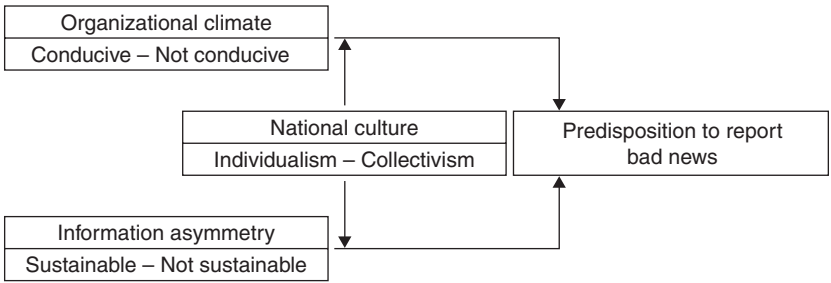 Organizational climate
Conducive – Not conducive
National culture
Individualism – Collectivism
Predisposition to report
bad news
Information asymmetry
Sustainable – Not sustainable